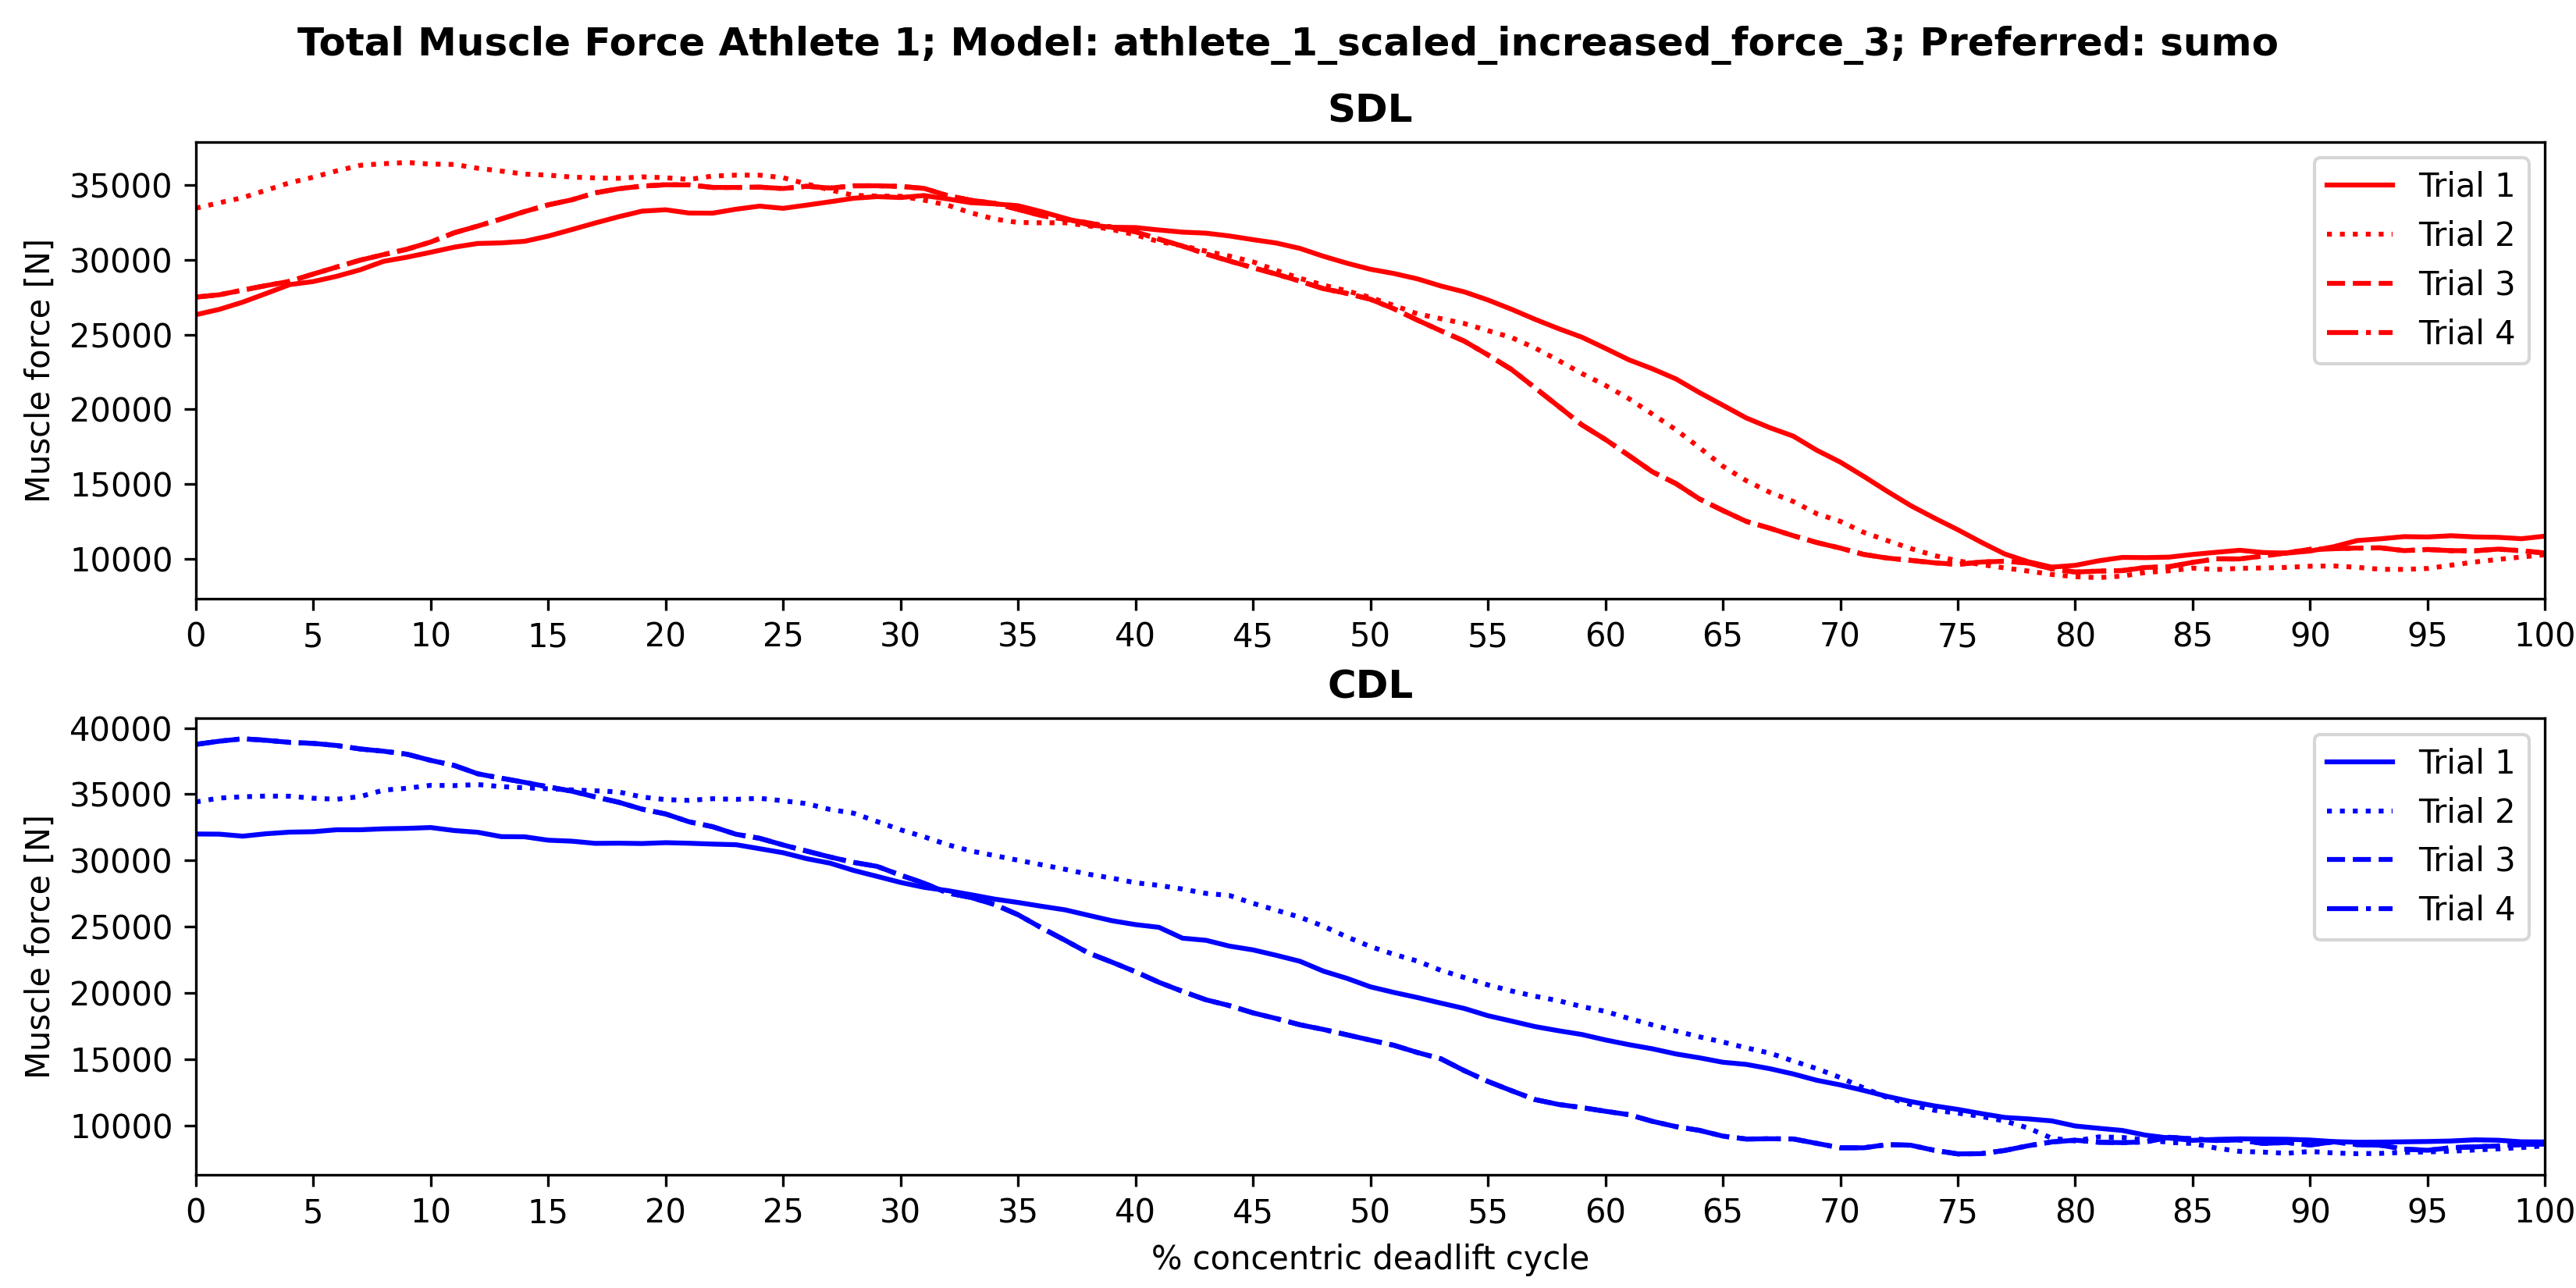 Total Muscle Force Athlete 1; Model: athlete_1_scaled_increased_force_3; Preferred: sumo
SDL
Muscle force [N]
35000
30000
25000
20000
15000
10000
Trial 1
Trial 2
Trial 3
Trial 4
0 5 10 15 20 25 30 35 40 45 50 55 60 65 70 75 80 85 90 95 100
CDL
Muscle force [N]
40000
35000
30000
25000
20000
15000
10000
Trial 1
Trial 2
Trial 3
Trial 4
0 5 10 15 20 25 30 35 40 45 50 55 60 65 70 75 80 85 90 95 100
% concentric deadlift cycle